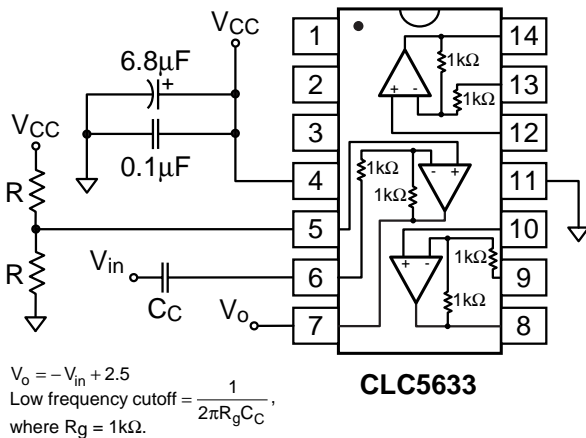 VCC
6.8µF
+
VCC
0.1µF
R
R
Vin
CC
Vo
1
2
3
4
5
6
7
14
13
12
11
10
9
8
1kΩ
1kΩ
+ -
1kΩ
1kΩ
- +
1kΩ
1kΩ
+ -
CLC5633
Vo = −Vin + 2.5
Low frequency cutoff = 1 / 2πRgCC ,
where Rg = 1kΩ.